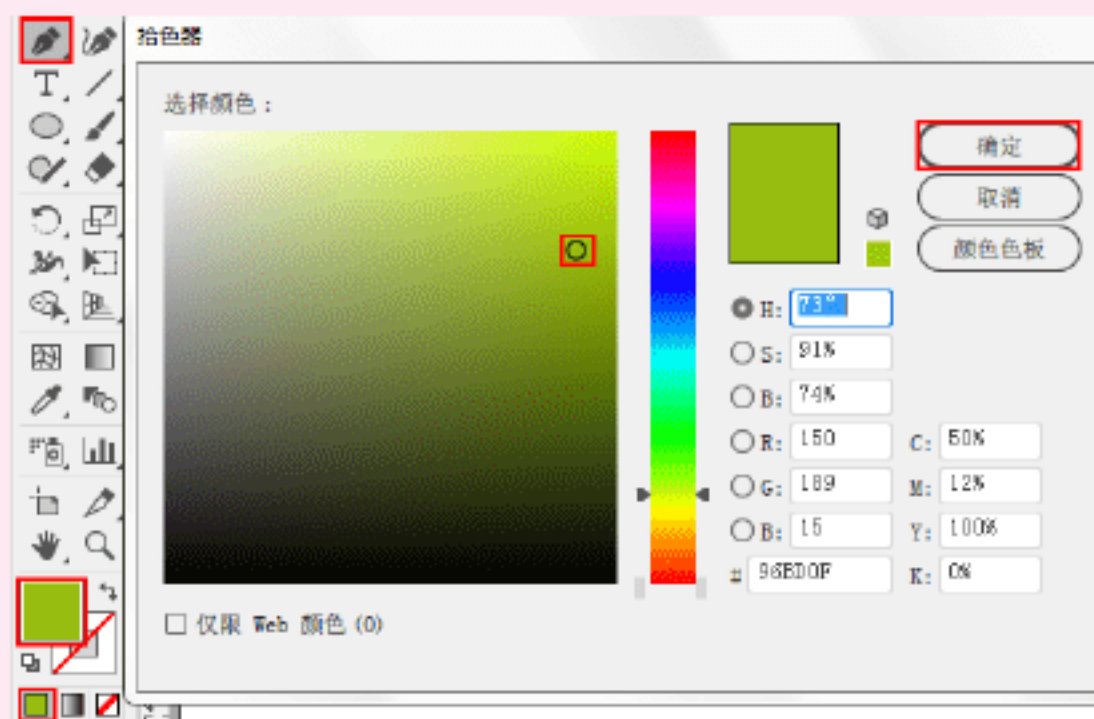 拾色器
选择颜色：
确定
取消
颜色色板
H: 73°
S: 91%
B: 74%
R: 150 C: 50%
G: 189 M: 12%
B: 15 Y: 100%
# 96BD0F K: 0%
仅限 Web 颜色 (0)